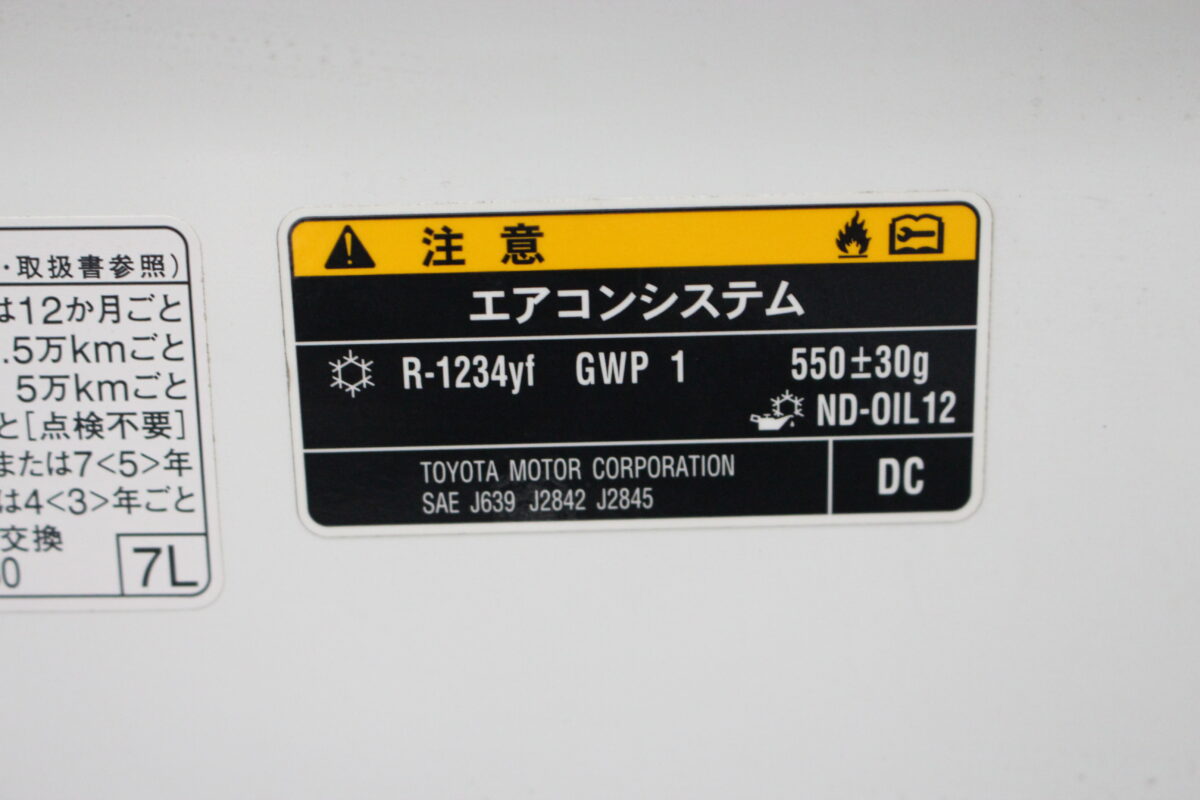 ・取扱書参照)
は12か月ごと
.5万kmごと
5万kmごと
と[点検不要]
または7<5>年
は4<3>年ごと
交換
0
7L
注意
エアコンシステム
R-1234yf GWP 1 550±30g
ND-OIL12
TOYOTA MOTOR CORPORATION
SAE J639 J2842 J2845
DC